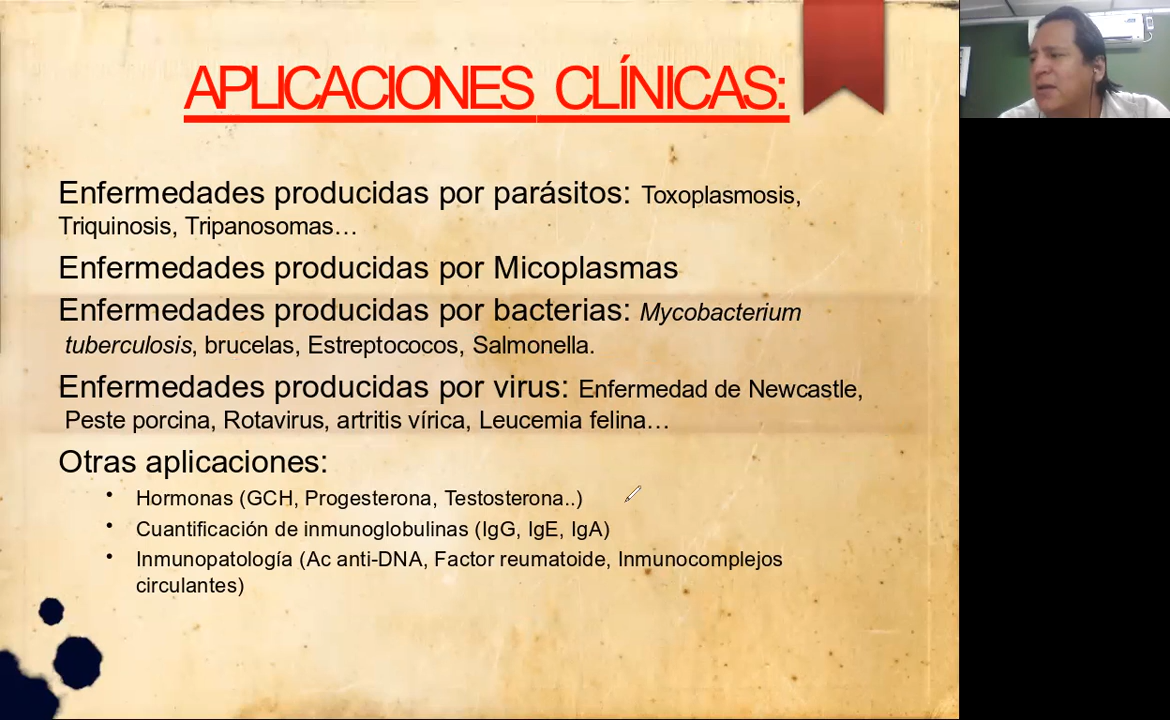 APLICACIONES CLÍNICAS:
Enfermedades producidas por parásitos: Toxoplasmosis,
Triquinosis, Tripanosomas…
Enfermedades producidas por Micoplasmas
Enfermedades producidas por bacterias: Mycobacterium
tuberculosis, brucelas, Estreptococos, Salmonella.
Enfermedades producidas por virus: Enfermedad de Newcastle,
Peste porcina, Rotavirus, artritis vírica, Leucemia felina…
Otras aplicaciones:
• Hormonas (GCH, Progesterona, Testosterona..)
• Cuantificación de inmunoglobulinas (IgG, IgE, IgA)
• Inmunopatología (Ac anti-DNA, Factor reumatoide, Inmunocomplejos
circulantes)